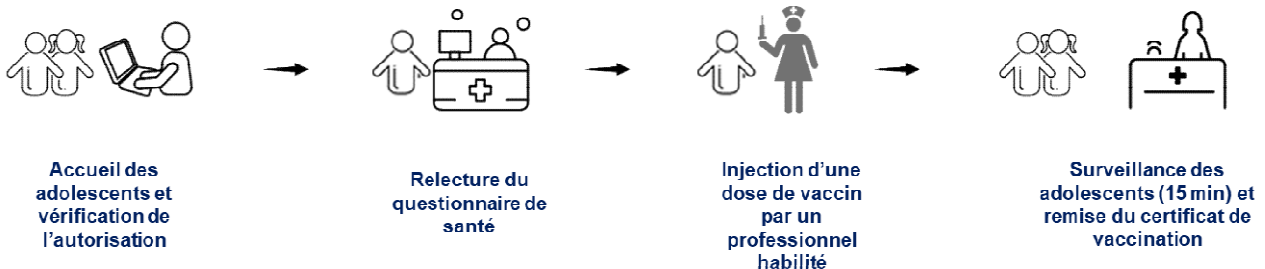 Accueil des
adolescents et
vérification de
l'autorisation
Relecture du
questionnaire de
santé
Injection d'une
dose de vaccin
par un
professionnel
habilité
Surveillance des
adolescents (15 min) et
remise du certificat de
vaccination